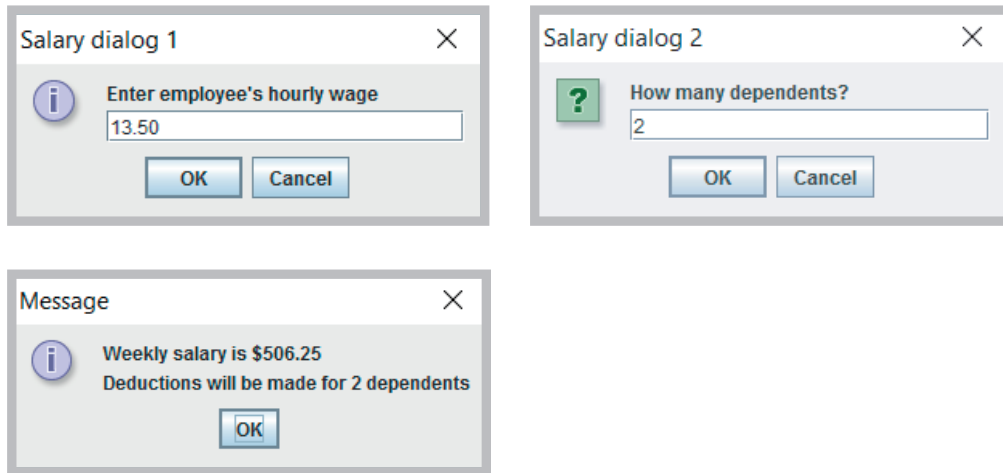 Salary dialog 1
Enter employee's hourly wage
13.50
OK Cancel
Salary dialog 2
How many dependents?
2
OK Cancel
Message
Weekly salary is $506.25
Deductions will be made for 2 dependents
OK